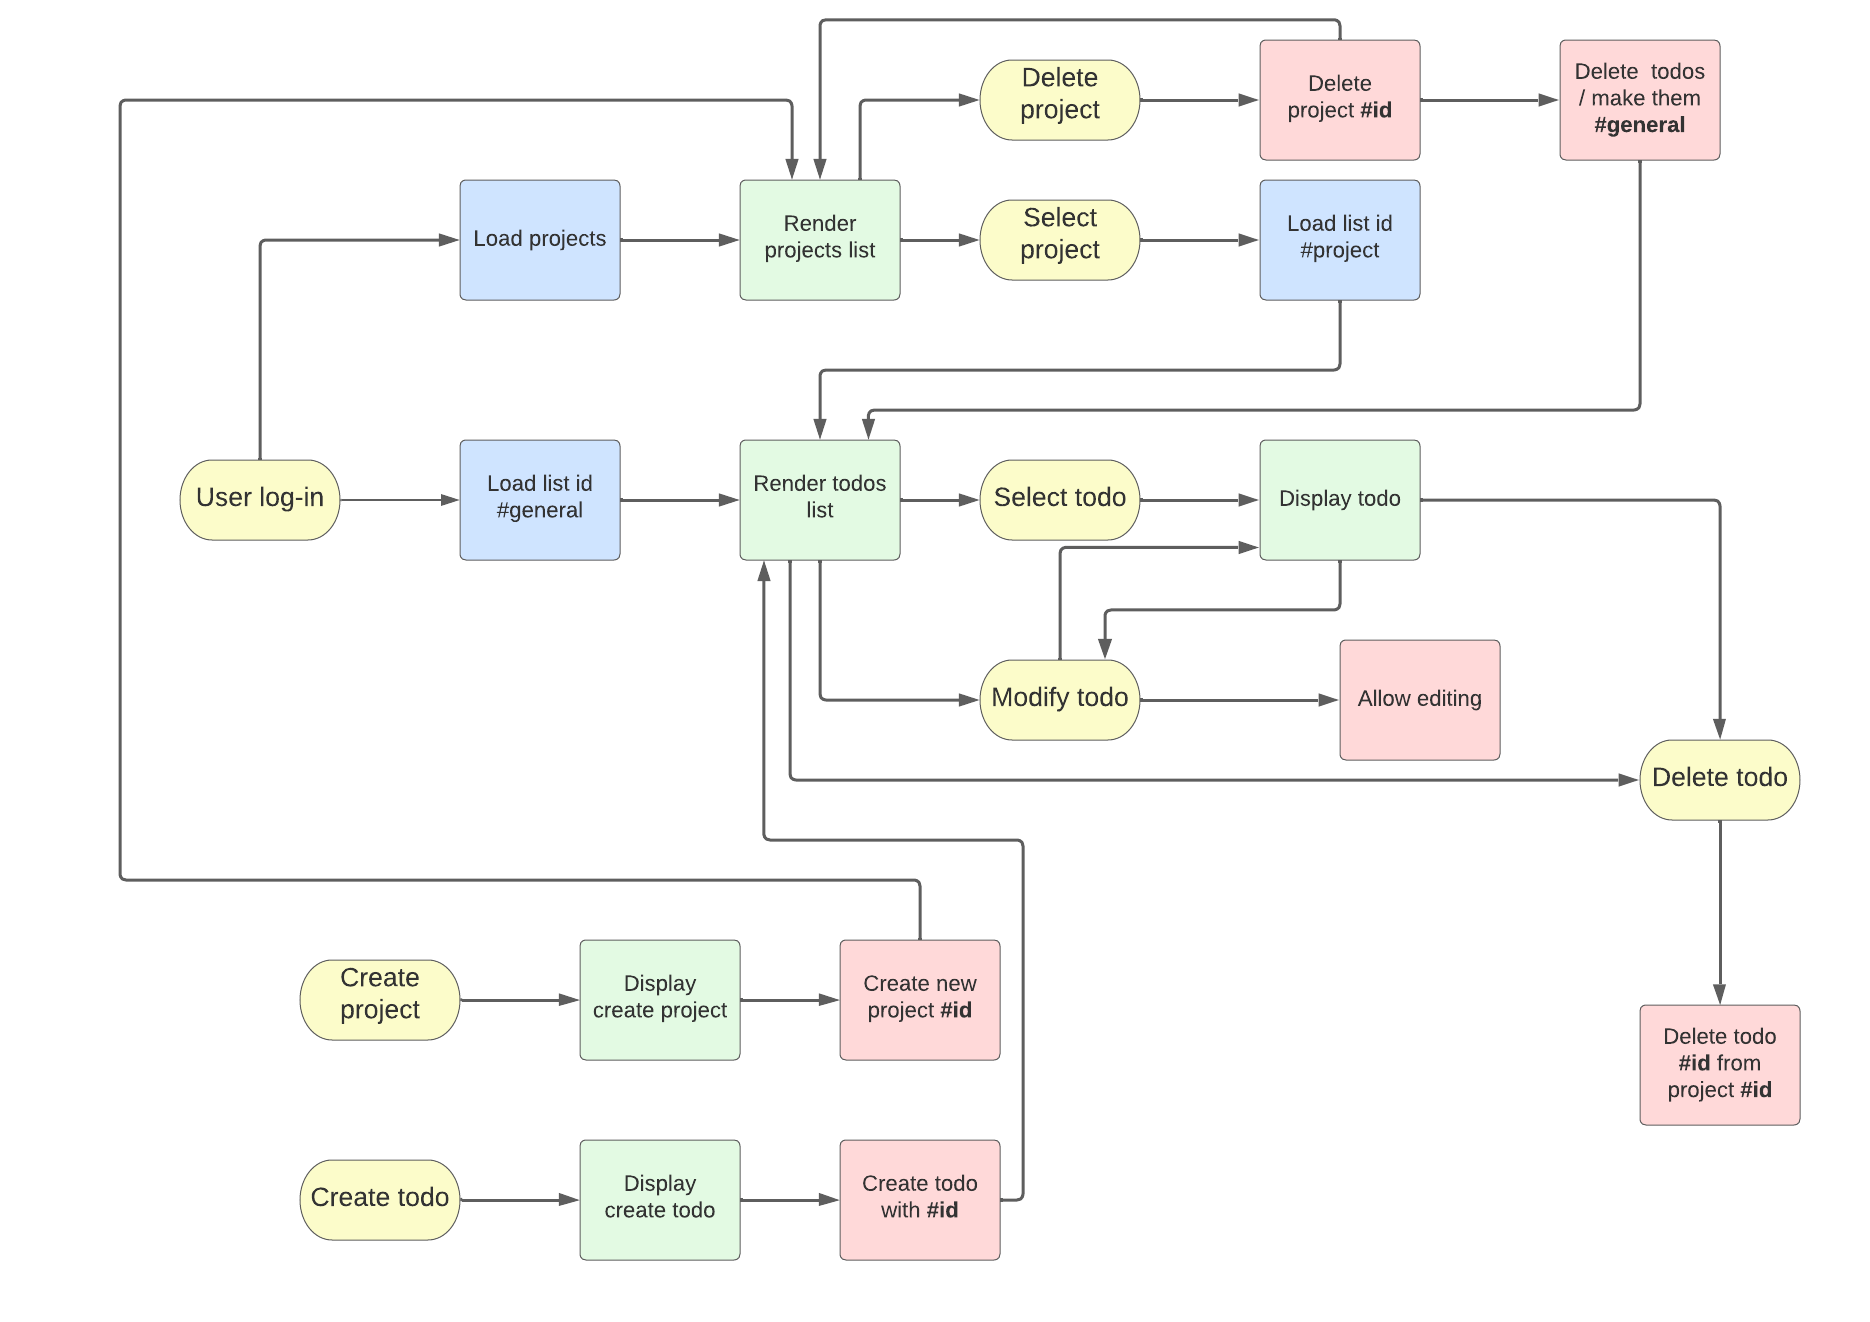 Delete
project
Delete
project #id
Delete  todos
/ make them
#general
Load projects
Render
projects list
Select
project
Load list id
#project
User log-in
Load list id
#general
Render todos
list
Select todo
Display todo
Modify todo
Allow editing
Delete todo
Create
project
Display
create project
Create new
project #id
Delete todo
#id from
project #id
Create todo
Display
create todo
Create todo
with #id